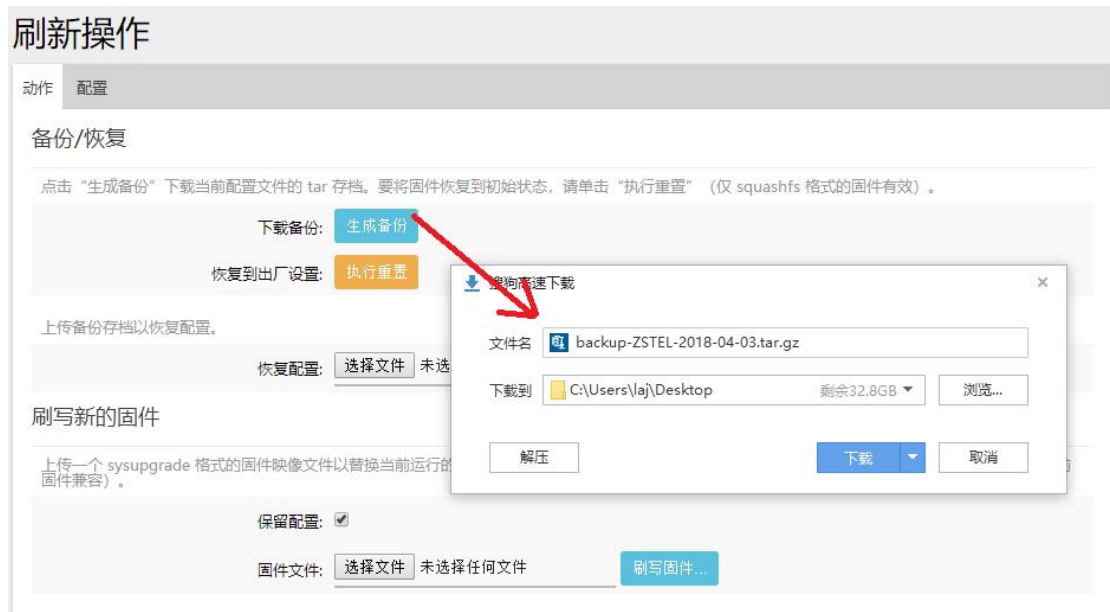 刷新操作
动作 配置
备份/恢复
点击“生成备份”下载当前配置文件的 tar 存档。要将固件恢复到初始状态，请单击“执行重置”（仅 squashfs 格式的固件有效）。
下载备份: 生成备份
恢复到出厂设置: 执行重置
搜狗高速下载
上传备份存档以恢复配置。
文件名 backup-ZSTEL-2018-04-03.tar.gz
恢复配置: 选择文件 未选
下载到 C:\Users\laj\Desktop 剩余32.8GB 浏览...
刷写新的固件
解压 下载 取消
上传一个 sysupgrade 格式的固件映像文件以替换当前运行的
固件兼容）。
保留配置:
固件文件: 选择文件 未选择任何文件 刷写固件...